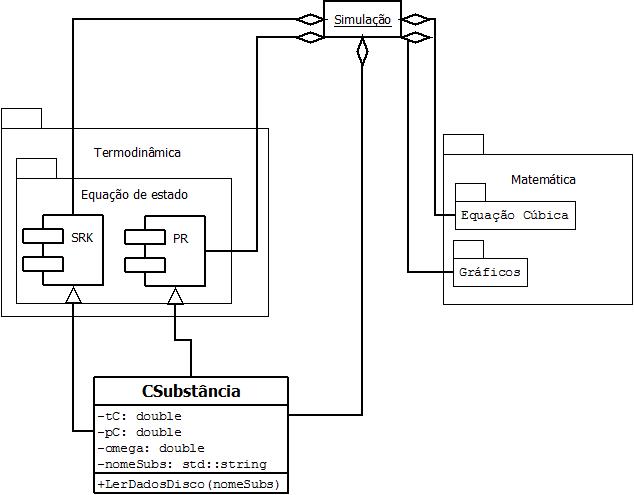 Simulação
Termodinâmica
Equação de estado
SRK
PR
Matemática
Equação Cúbica
Gráficos
CSubstância
-tC: double
-pC: double
-omega: double
-nomeSubs: std::string
+LerDadosDisco(nomeSubs)